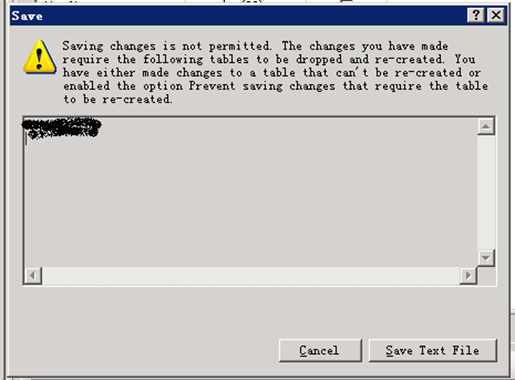 Save
Saving changes is not permitted. The changes you have made
require the following tables to be dropped and re-created. You
have either made changes to a table that can't be re-created or
enabled the option Prevent saving changes that require the table
to be re-created.
Cancel
Save Text File